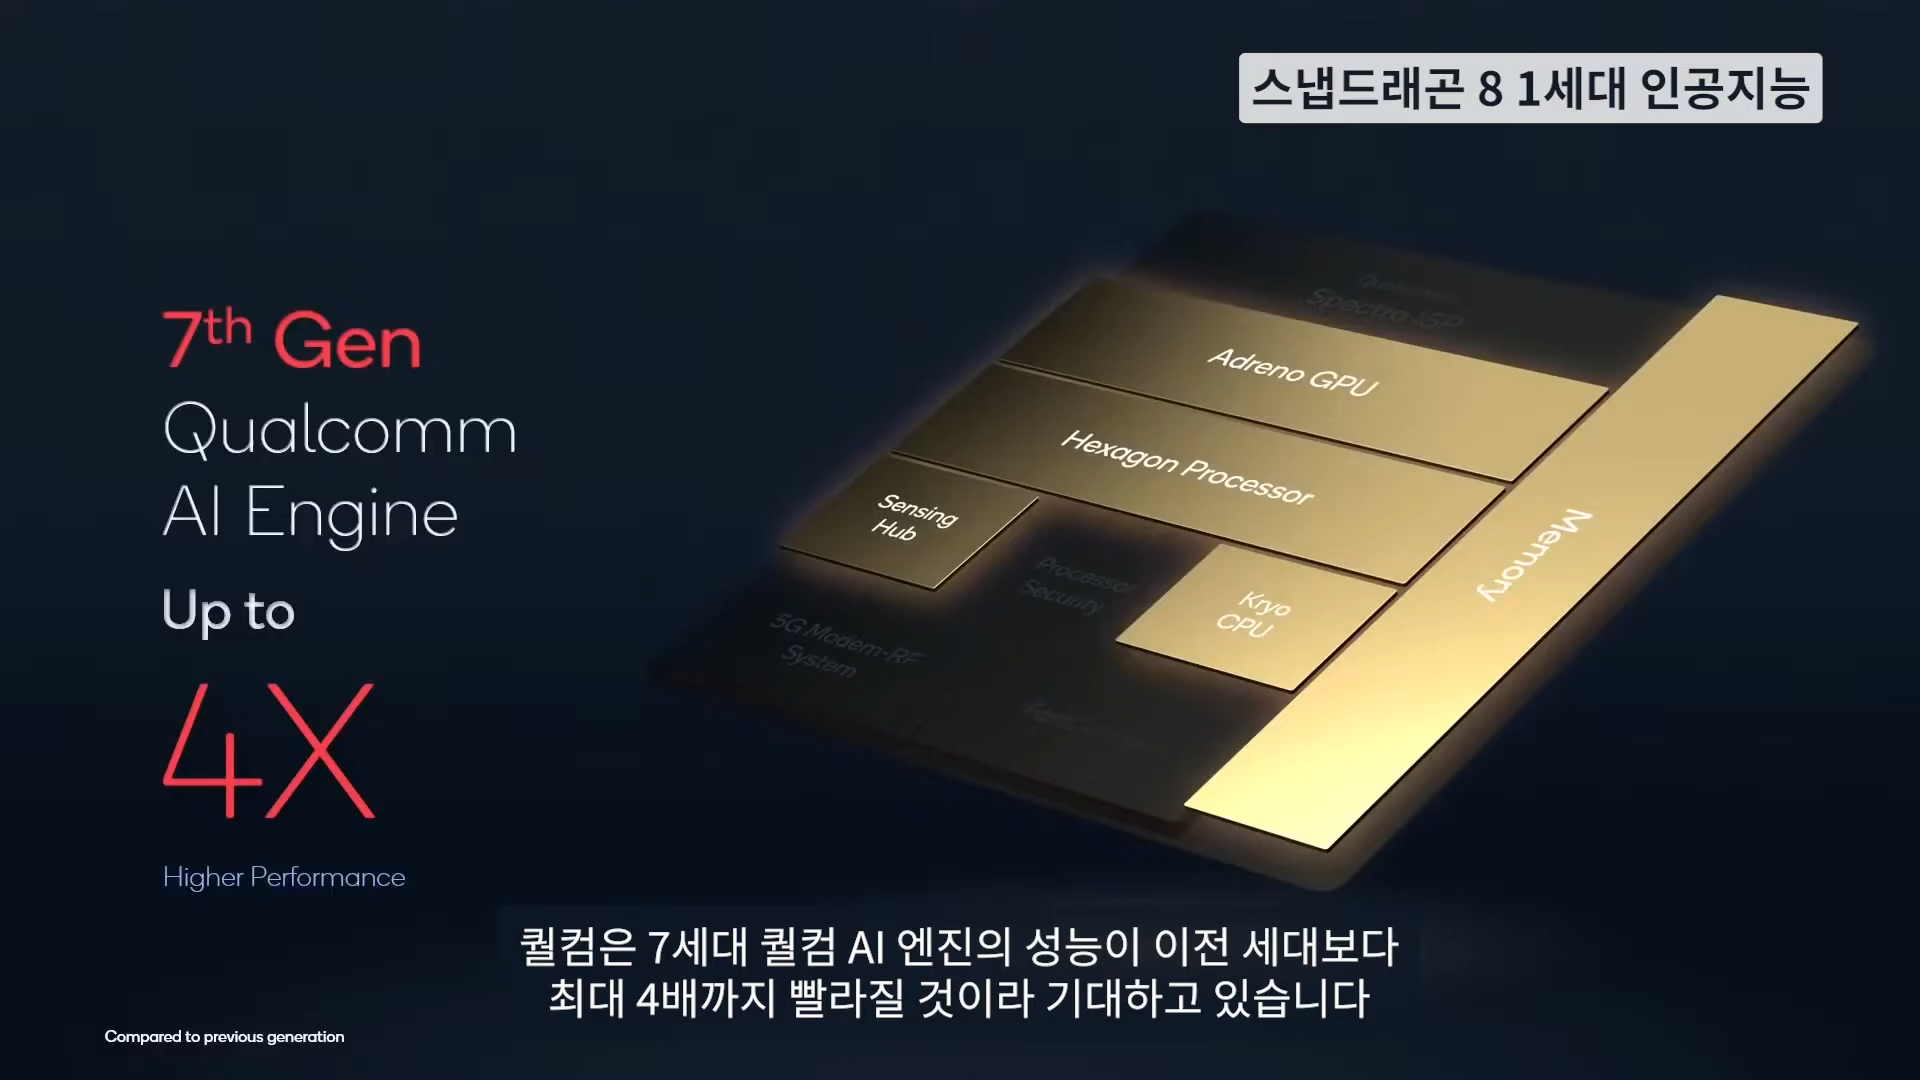 스냅드래곤 8 1세대 인공지능
7th Gen
Qualcomm
AI Engine
Up to
4X
Higher Performance
Spectra ISP
Adreno GPU
Hexagon Processor
Sensing
Hub
Processor
Security
Kryo
CPU
Memory
5G Modem-RF
System
퀄컴은 7세대 퀄컴 AI 엔진의 성능이 이전 세대보다
최대 4배까지 빨라질 것이라 기대하고 있습니다
Compared to previous generation